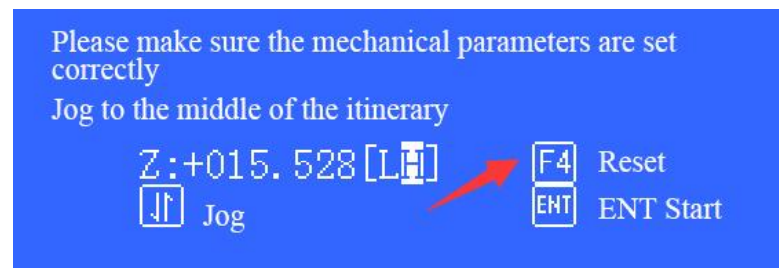 Please make sure the mechanical parameters are set
correctly
Jog to the middle of the itinerary
Z:+015.528[LH] F4 Reset
Jog ENT ENT Start